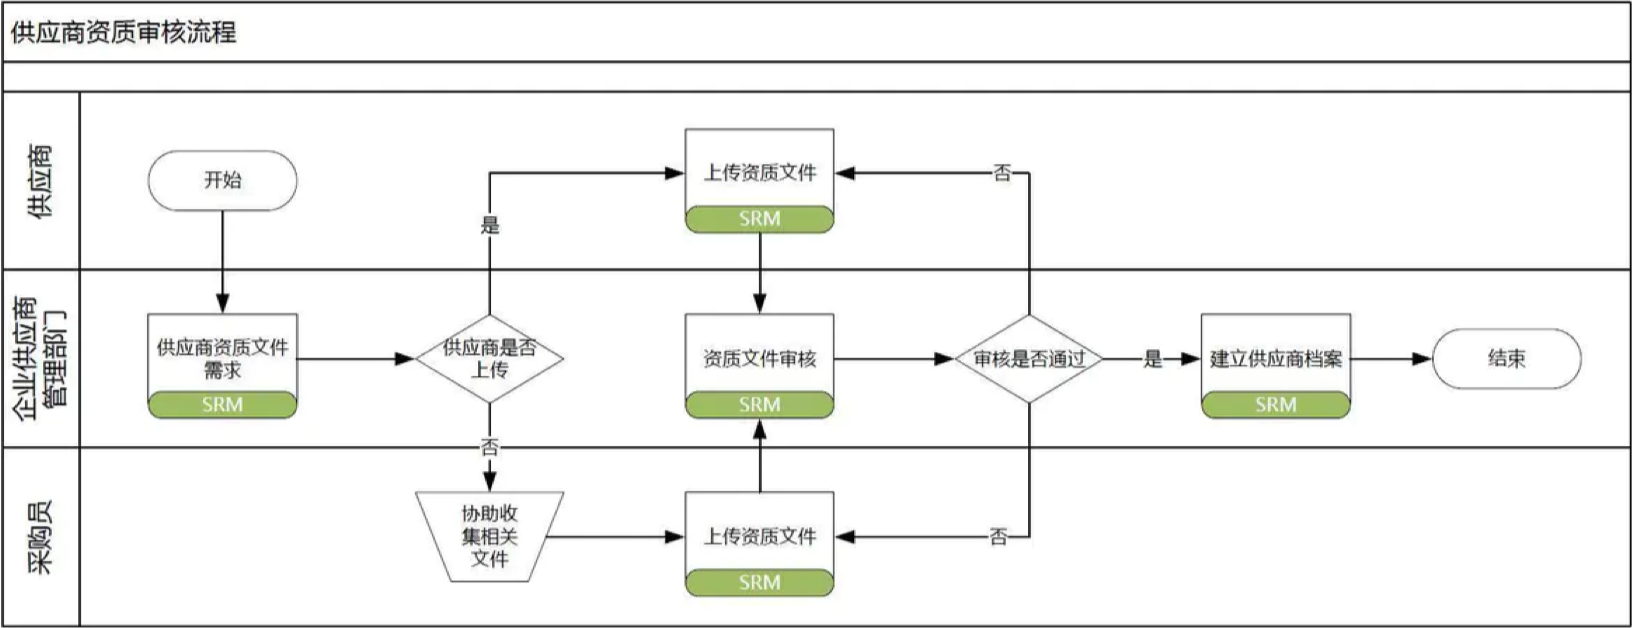 供应商资质审核流程
供应商
开始
是
上传资质文件
SRM
否
企业供应商
管理部门
供应商资质文件
需求
SRM
供应商是否
上传
资质文件审核
SRM
审核是否通过
是
建立供应商档案
SRM
结束
否
采购员
协助收
集相关
文件
上传资质文件
SRM
否